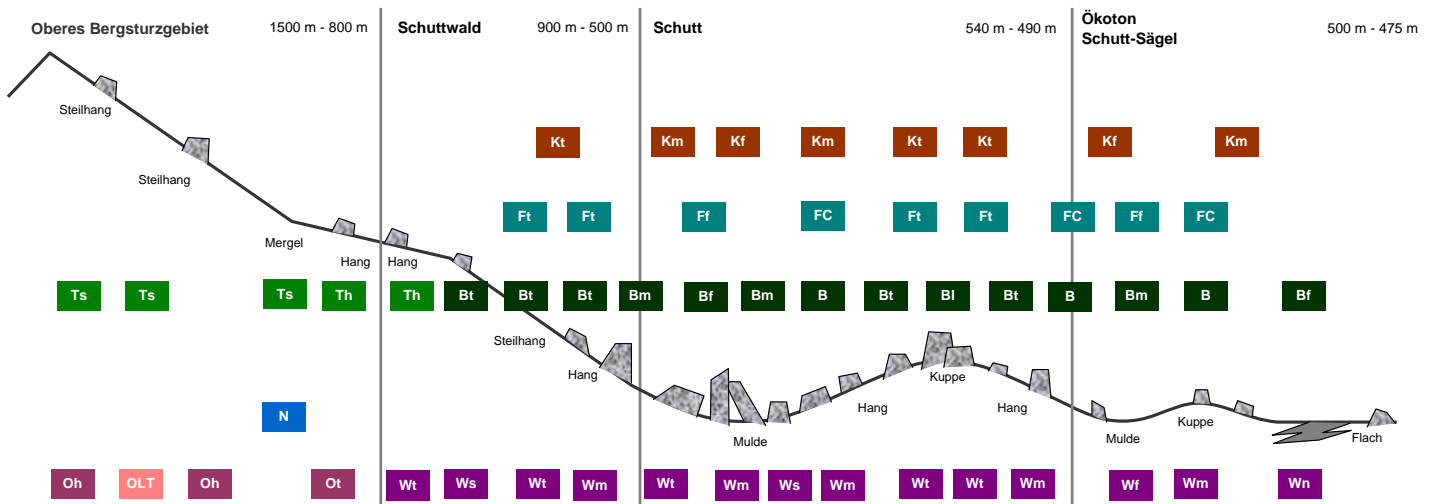 Oberes Bergsturzgebiet 1500 m - 800 m
Schuttwald 900 m - 500 m
Schutt 540 m - 490 m
Ökoton
Schutt-Sägel 500 m - 475 m
Steilhang
Steilhang
Mergel
Hang
Hang
Steilhang
Hang
Mulde
Hang
Kuppe
Hang
Mulde
Kuppe
Flach
Kt Km Kf Km Kt Kt Kf Km
Ft Ft Ff FC Ft Ft FC Ff FC
Ts Ts Ts Th Th Bt Bt Bt Bm Bf Bm B Bt Bl Bt B Bm B Bf
N
Oh OLT Oh Ot Wt Ws Wt Wm Wt Wm Ws Wm Wt Wt Wm Wf Wm Wn